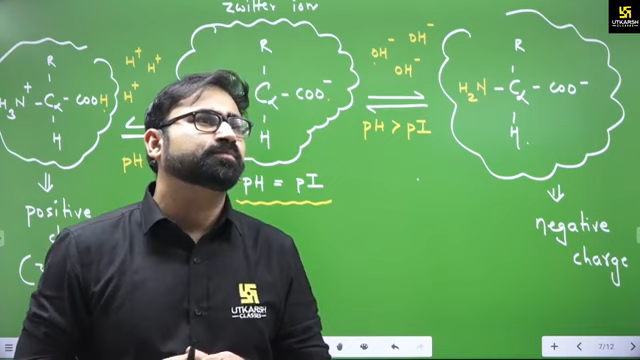 zwitter ion
UTKARSH
CLASSES
R
H⁺ H⁺
H⁺
H₃N⁺ - Cα - COOH
H
pH
positive
R
Cα - COO⁻
H
pH = pI
OH⁻ OH⁻
OH⁻
pH > pI
R
H₂N - Cα - COO⁻
H
negative
charge
UTKARSH
CLASSES
7/12